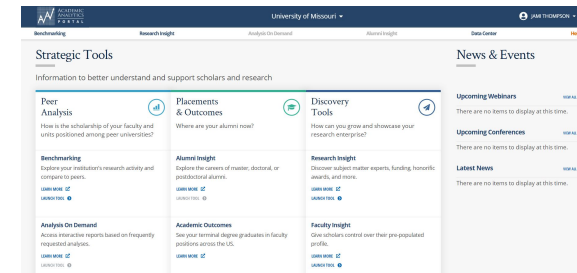 ACADEMIC
ANALYTICS
PORTAL
University of Missouri
JAMI THOMPSON
Benchmarking
Research Insight
Analysis On Demand
Alumni Insight
Data Center
Strategic Tools
Information to better understand and support scholars and research
Peer
Analysis
How is the scholarship of your faculty and
units positioned among peer universities?
Benchmarking
Explore your institution's research activity and
compare to peers.
LEARN MORE
LAUNCH TOOL
Analysis On Demand
Access interactive reports based on frequently
requested analyses.
LEARN MORE
LAUNCH TOOL
Placements
& Outcomes
Where are your alumni now?
Alumni Insight
Explore the careers of master, doctoral, or
postdoctoral alumni.
LEARN MORE
LAUNCH TOOL
Academic Outcomes
See your terminal degree graduates in faculty
positions across the US.
LEARN MORE
Discovery
Tools
How can you grow and showcase your
research enterprise?
Research Insight
Discover subject matter experts, funding, honorific
awards, and more.
LEARN MORE
LAUNCH TOOL
Faculty Insight
Give scholars control over their pre-populated
profile.
LEARN MORE
LAUNCH TOOL
News & Events
Upcoming Webinars
VIEW ALL
There are no items to display at this time.
Upcoming Conferences
VIEW ALL
There are no items to display at this time.
Latest News
VIEW ALL
There are no items to display at this time.